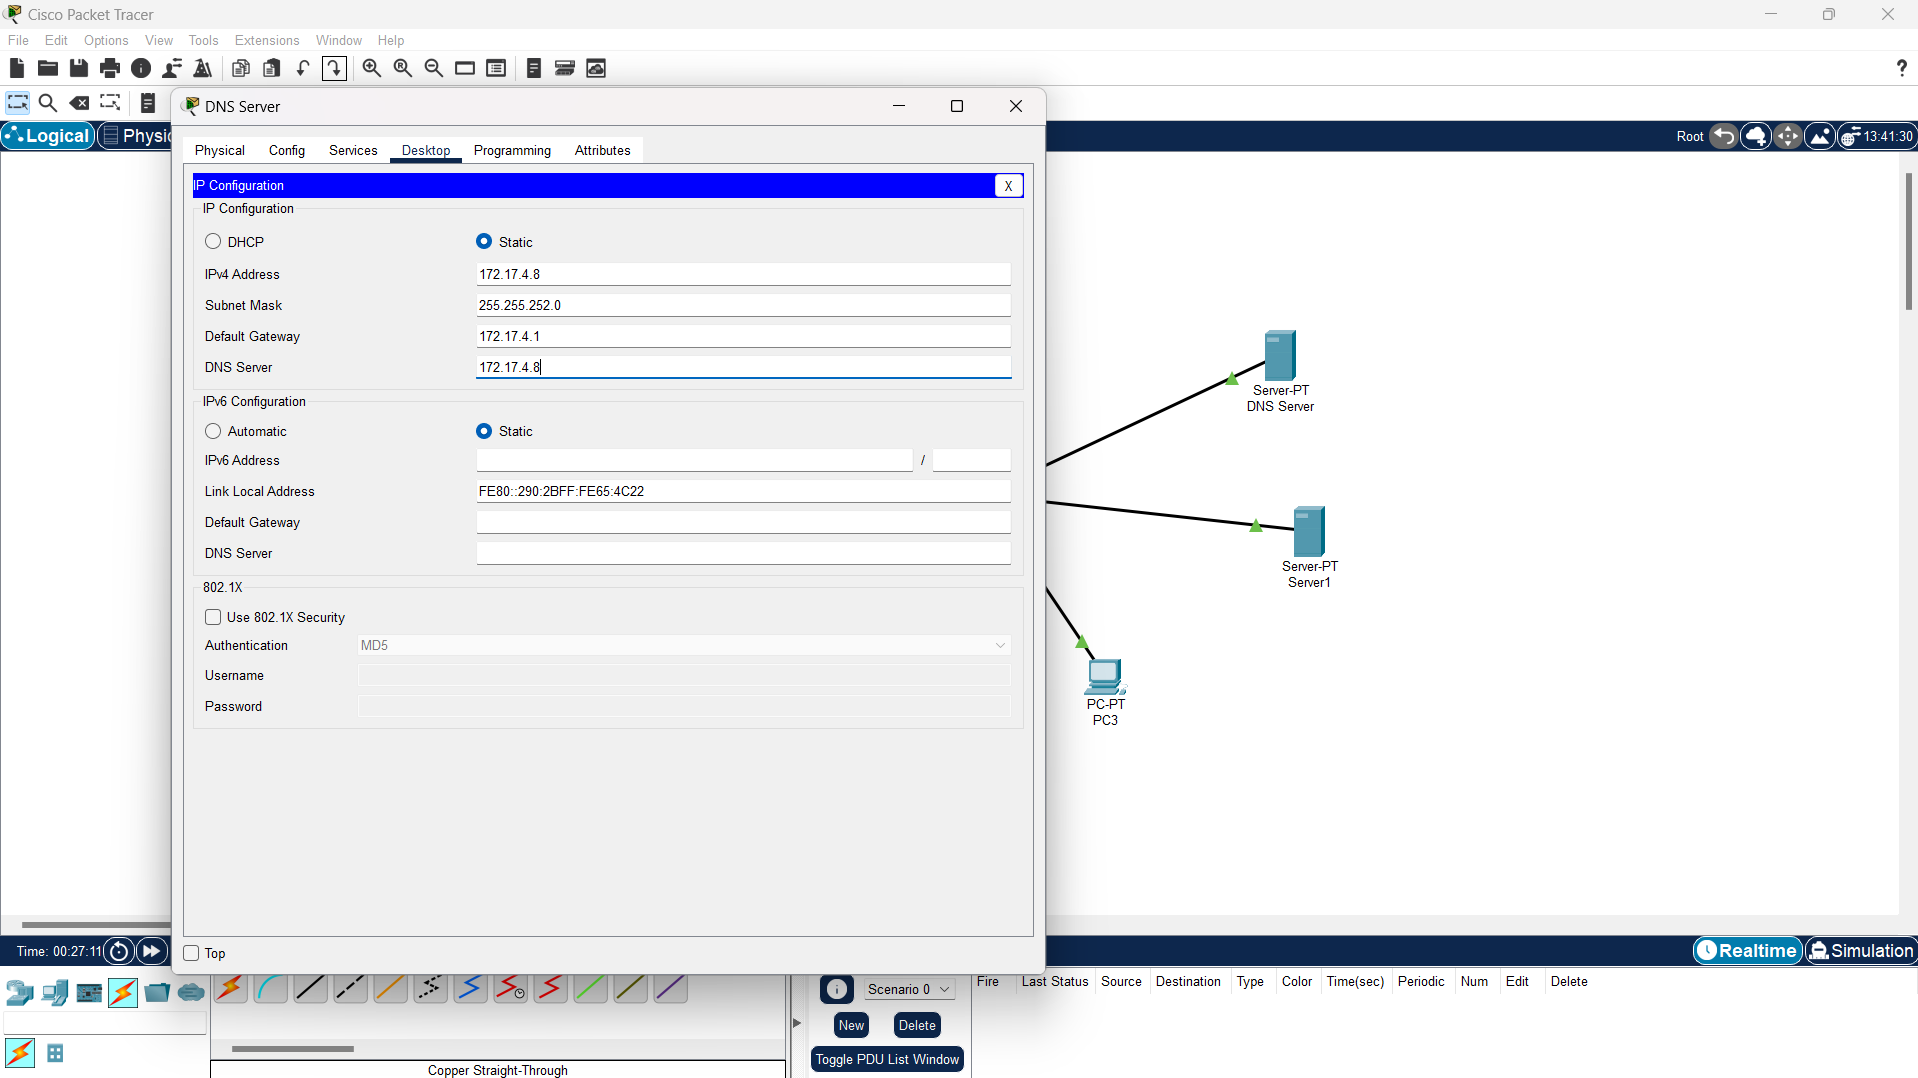 Cisco Packet Tracer
File Edit Options View Tools Extensions Window Help
DNS Server
Logical
Root
13:41:30
Physical Config Services Desktop Programming Attributes
IP Configuration
X
IP Configuration
DHCP
Static
IPv4 Address
172.17.4.8
Subnet Mask
255.255.252.0
Default Gateway
172.17.4.1
DNS Server
172.17.4.8
IPv6 Configuration
Automatic
Static
IPv6 Address
/
Link Local Address
FE80::290:2BFF:FE65:4C22
Default Gateway
DNS Server
802.1X
Use 802.1X Security
Authentication
MD5
Username
Password
Top
Server-PT
DNS Server
Server-PT
Server1
PC-PT
PC3
Time: 00:27:11
Realtime
Simulation
Scenario 0
New
Delete
Toggle PDU List Window
Fire Last Status Source Destination Type Color Time(sec) Periodic Num Edit Delete
Copper Straight-Through